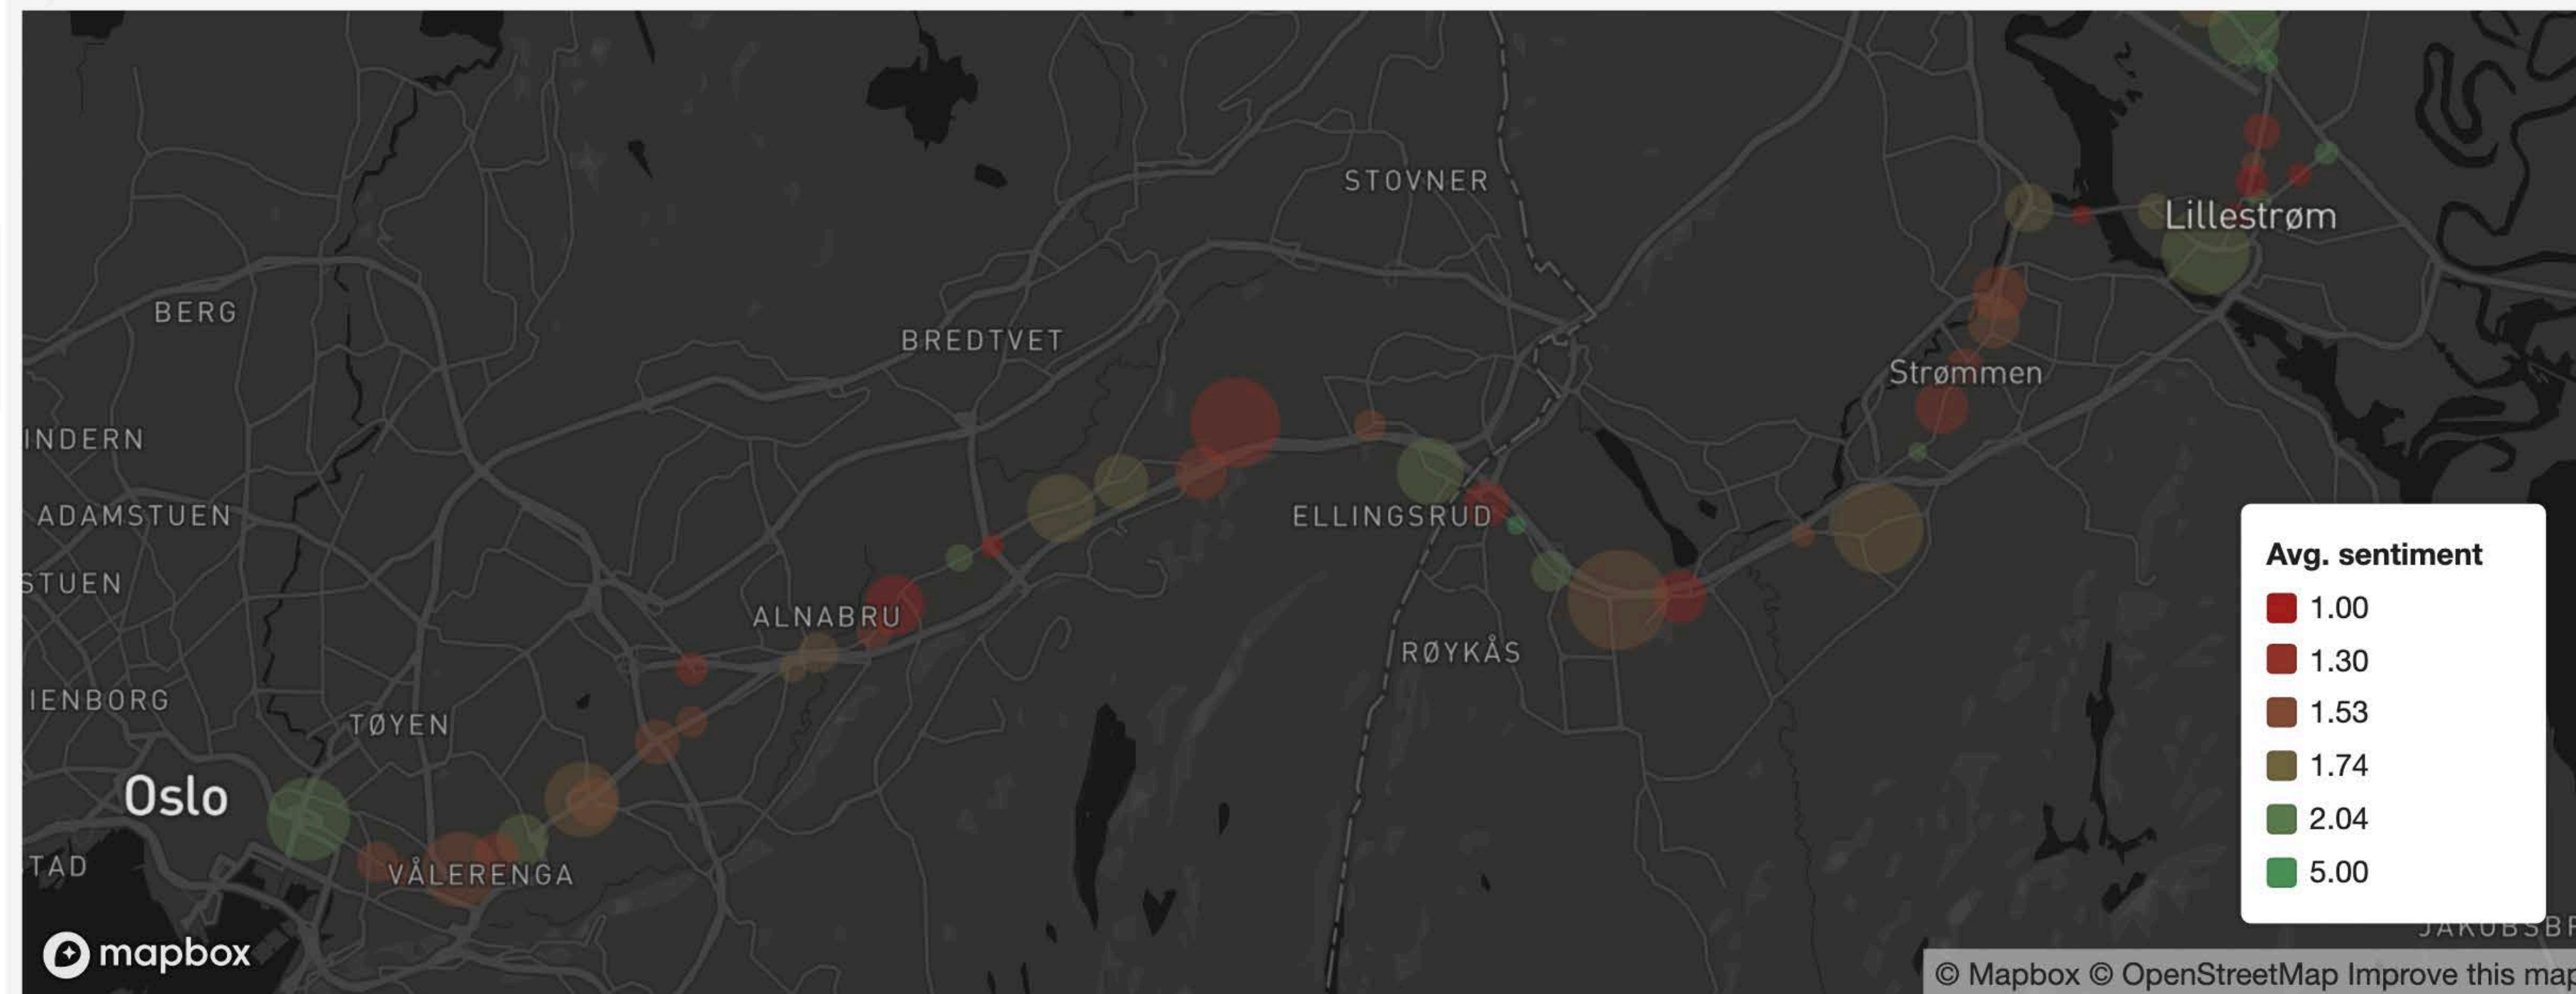 STOVNER
Lillestrøm
BERG
BREDTVET
Strømmen
INDERN
ADAMSTUEN
ELLINGSRUD
STUEN
ALNABRU
RØYKÅS
IENBORG
TØYEN
Oslo
TAD
VÅLERENGA
Avg. sentiment
1.00
1.30
1.53
1.74
2.04
5.00
JAKOBSBR
mapbox
© Mapbox © OpenStreetMap Improve this map